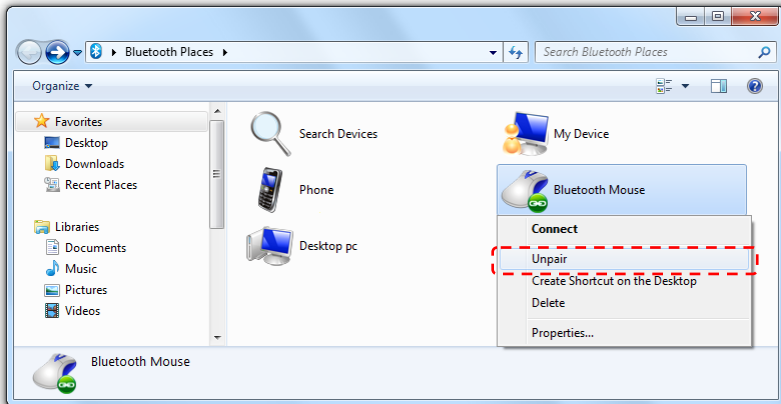 Bluetooth Places
Search Bluetooth Places
Organize
Favorites
Desktop
Downloads
Recent Places
Libraries
Documents
Music
Pictures
Videos
Search Devices
My Device
Phone
Bluetooth Mouse
Desktop pc
Connect
Unpair
Create Shortcut on the Desktop
Delete
Properties...
Bluetooth Mouse